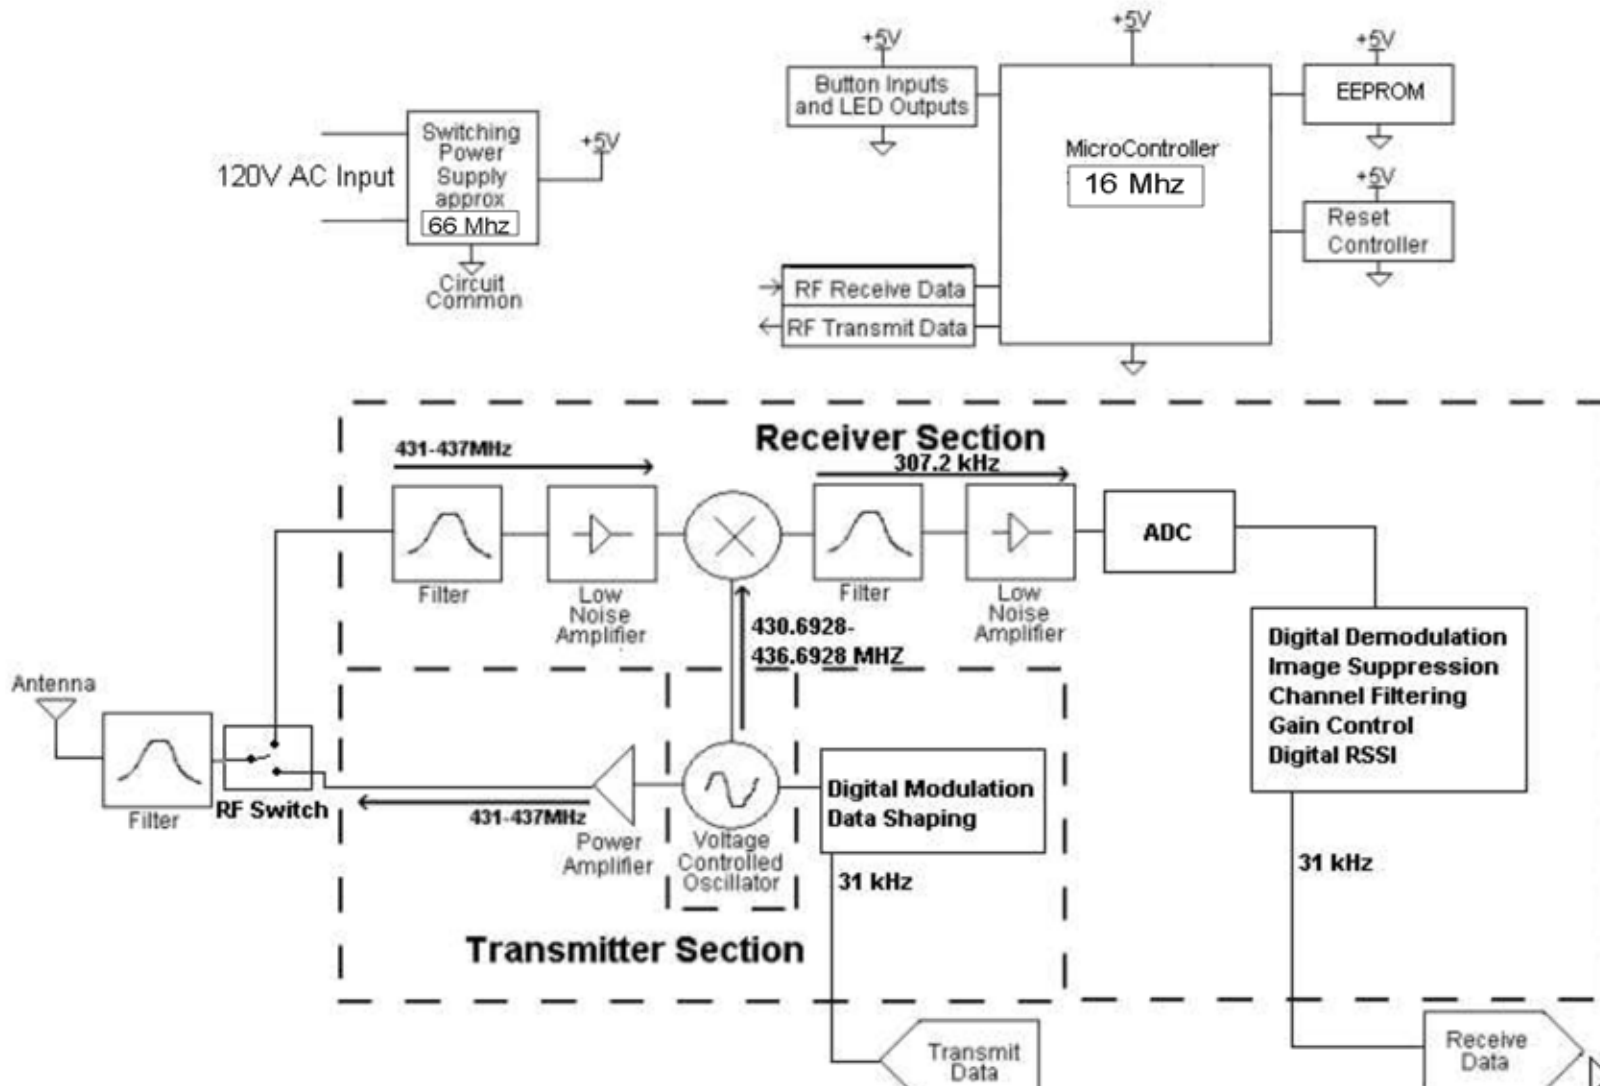 +5V
Button Inputs
and LED Outputs
+5V
MicroController
16 Mhz
+5V
EEPROM
+5V
Reset
Controller
RF Receive Data
RF Transmit Data
120V AC Input
Switching
Power
Supply
approx
66 Mhz
+5V
Circuit
Common
Receiver Section
431-437MHz
307.2 kHz
Filter
Low
Noise
Amplifier
Filter
Low
Noise
Amplifier
ADC
430.6928-
436.6928 MHZ
Digital Demodulation
Image Suppression
Channel Filtering
Gain Control
Digital RSSI
Antenna
Filter
RF Switch
431-437MHz
Power
Amplifier
Voltage
Controlled
Oscillator
Digital Modulation
Data Shaping
31 kHz
31 kHz
Transmitter Section
Transmit
Data
Receive
Data